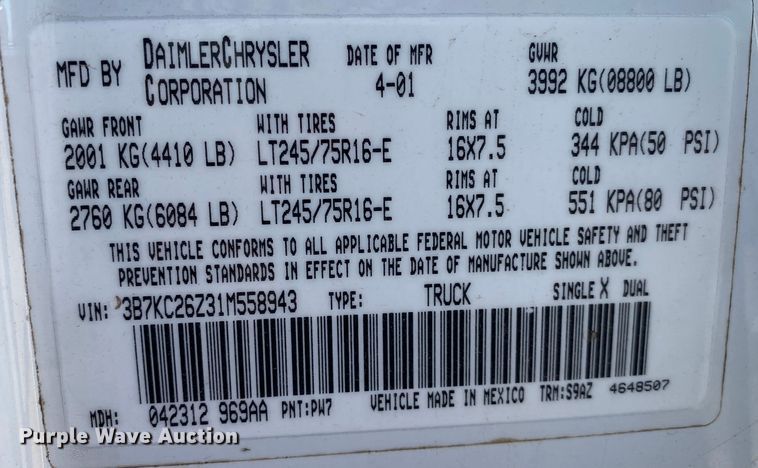 MFD BY DAIMLERCHRYSLER CORPORATION DATE OF MFR 4-01 GVWR 3992 KG(08800 LB)
GAWR FRONT WITH TIRES RIMS AT COLD
2001 KG(4410 LB) LT245/75R16-E 16X7.5 344 KPA(50 PSI)
GAWR REAR WITH TIRES RIMS AT COLD
2760 KG(6084 LB) LT245/75R16-E 16X7.5 551 KPA(80 PSI)
THIS VEHICLE CONFORMS TO ALL APPLICABLE FEDERAL MOTOR VEHICLE SAFETY AND THEFT
PREVENTION STANDARDS IN EFFECT ON THE DATE OF MANUFACTURE SHOWN ABOVE.
VIN: 3B7KC26Z31M558943 TYPE: TRUCK SINGLE X DUAL
MDH: 042312 969AA PNT:PW7 VEHICLE MADE IN MEXICO TRM:S9AZ 4648507
Purple Wave Auction